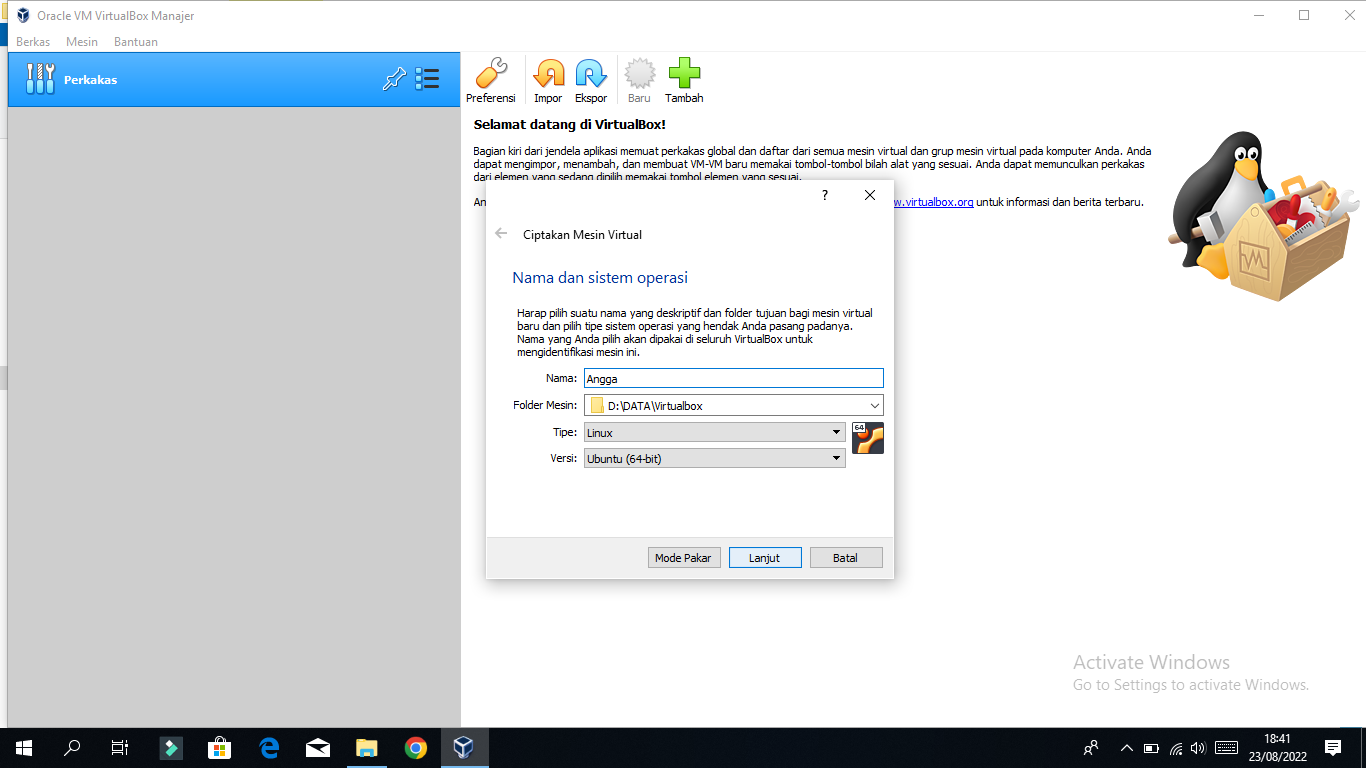 Oracle VM VirtualBox Manajer
Berkas Mesin Bantuan
Perkakas
Preferensi Impor Ekspor Baru Tambah
Selamat datang di VirtualBox!
Bagian kiri dari jendela aplikasi memuat perkakas global dan daftar dari semua mesin virtual dan grup mesin virtual pada komputer Anda. Anda
dapat mengimpor, menambah, dan membuat VM-VM baru memakai tombol-tombol bilah alat yang sesuai. Anda dapat memunculkan perkakas
dari elemen yang sedang dipilih memakai tombol elemen yang sesuai.
An w.virtualbox.org untuk informasi dan berita terbaru.
?
Ciptakan Mesin Virtual
Nama dan sistem operasi
Harap pilih suatu nama yang deskriptif dan folder tujuan bagi mesin virtual
baru dan pilih tipe sistem operasi yang hendak Anda pasang padanya.
Nama yang Anda pilih akan dipakai di seluruh VirtualBox untuk
mengidentifikasi mesin ini.
Nama: Angga
Folder Mesin: D:\DATA\Virtualbox
Tipe: Linux
64
Versi: Ubuntu (64-bit)
Mode Pakar Lanjut Batal
Activate Windows
Go to Settings to activate Windows.
18:41
23/08/2022